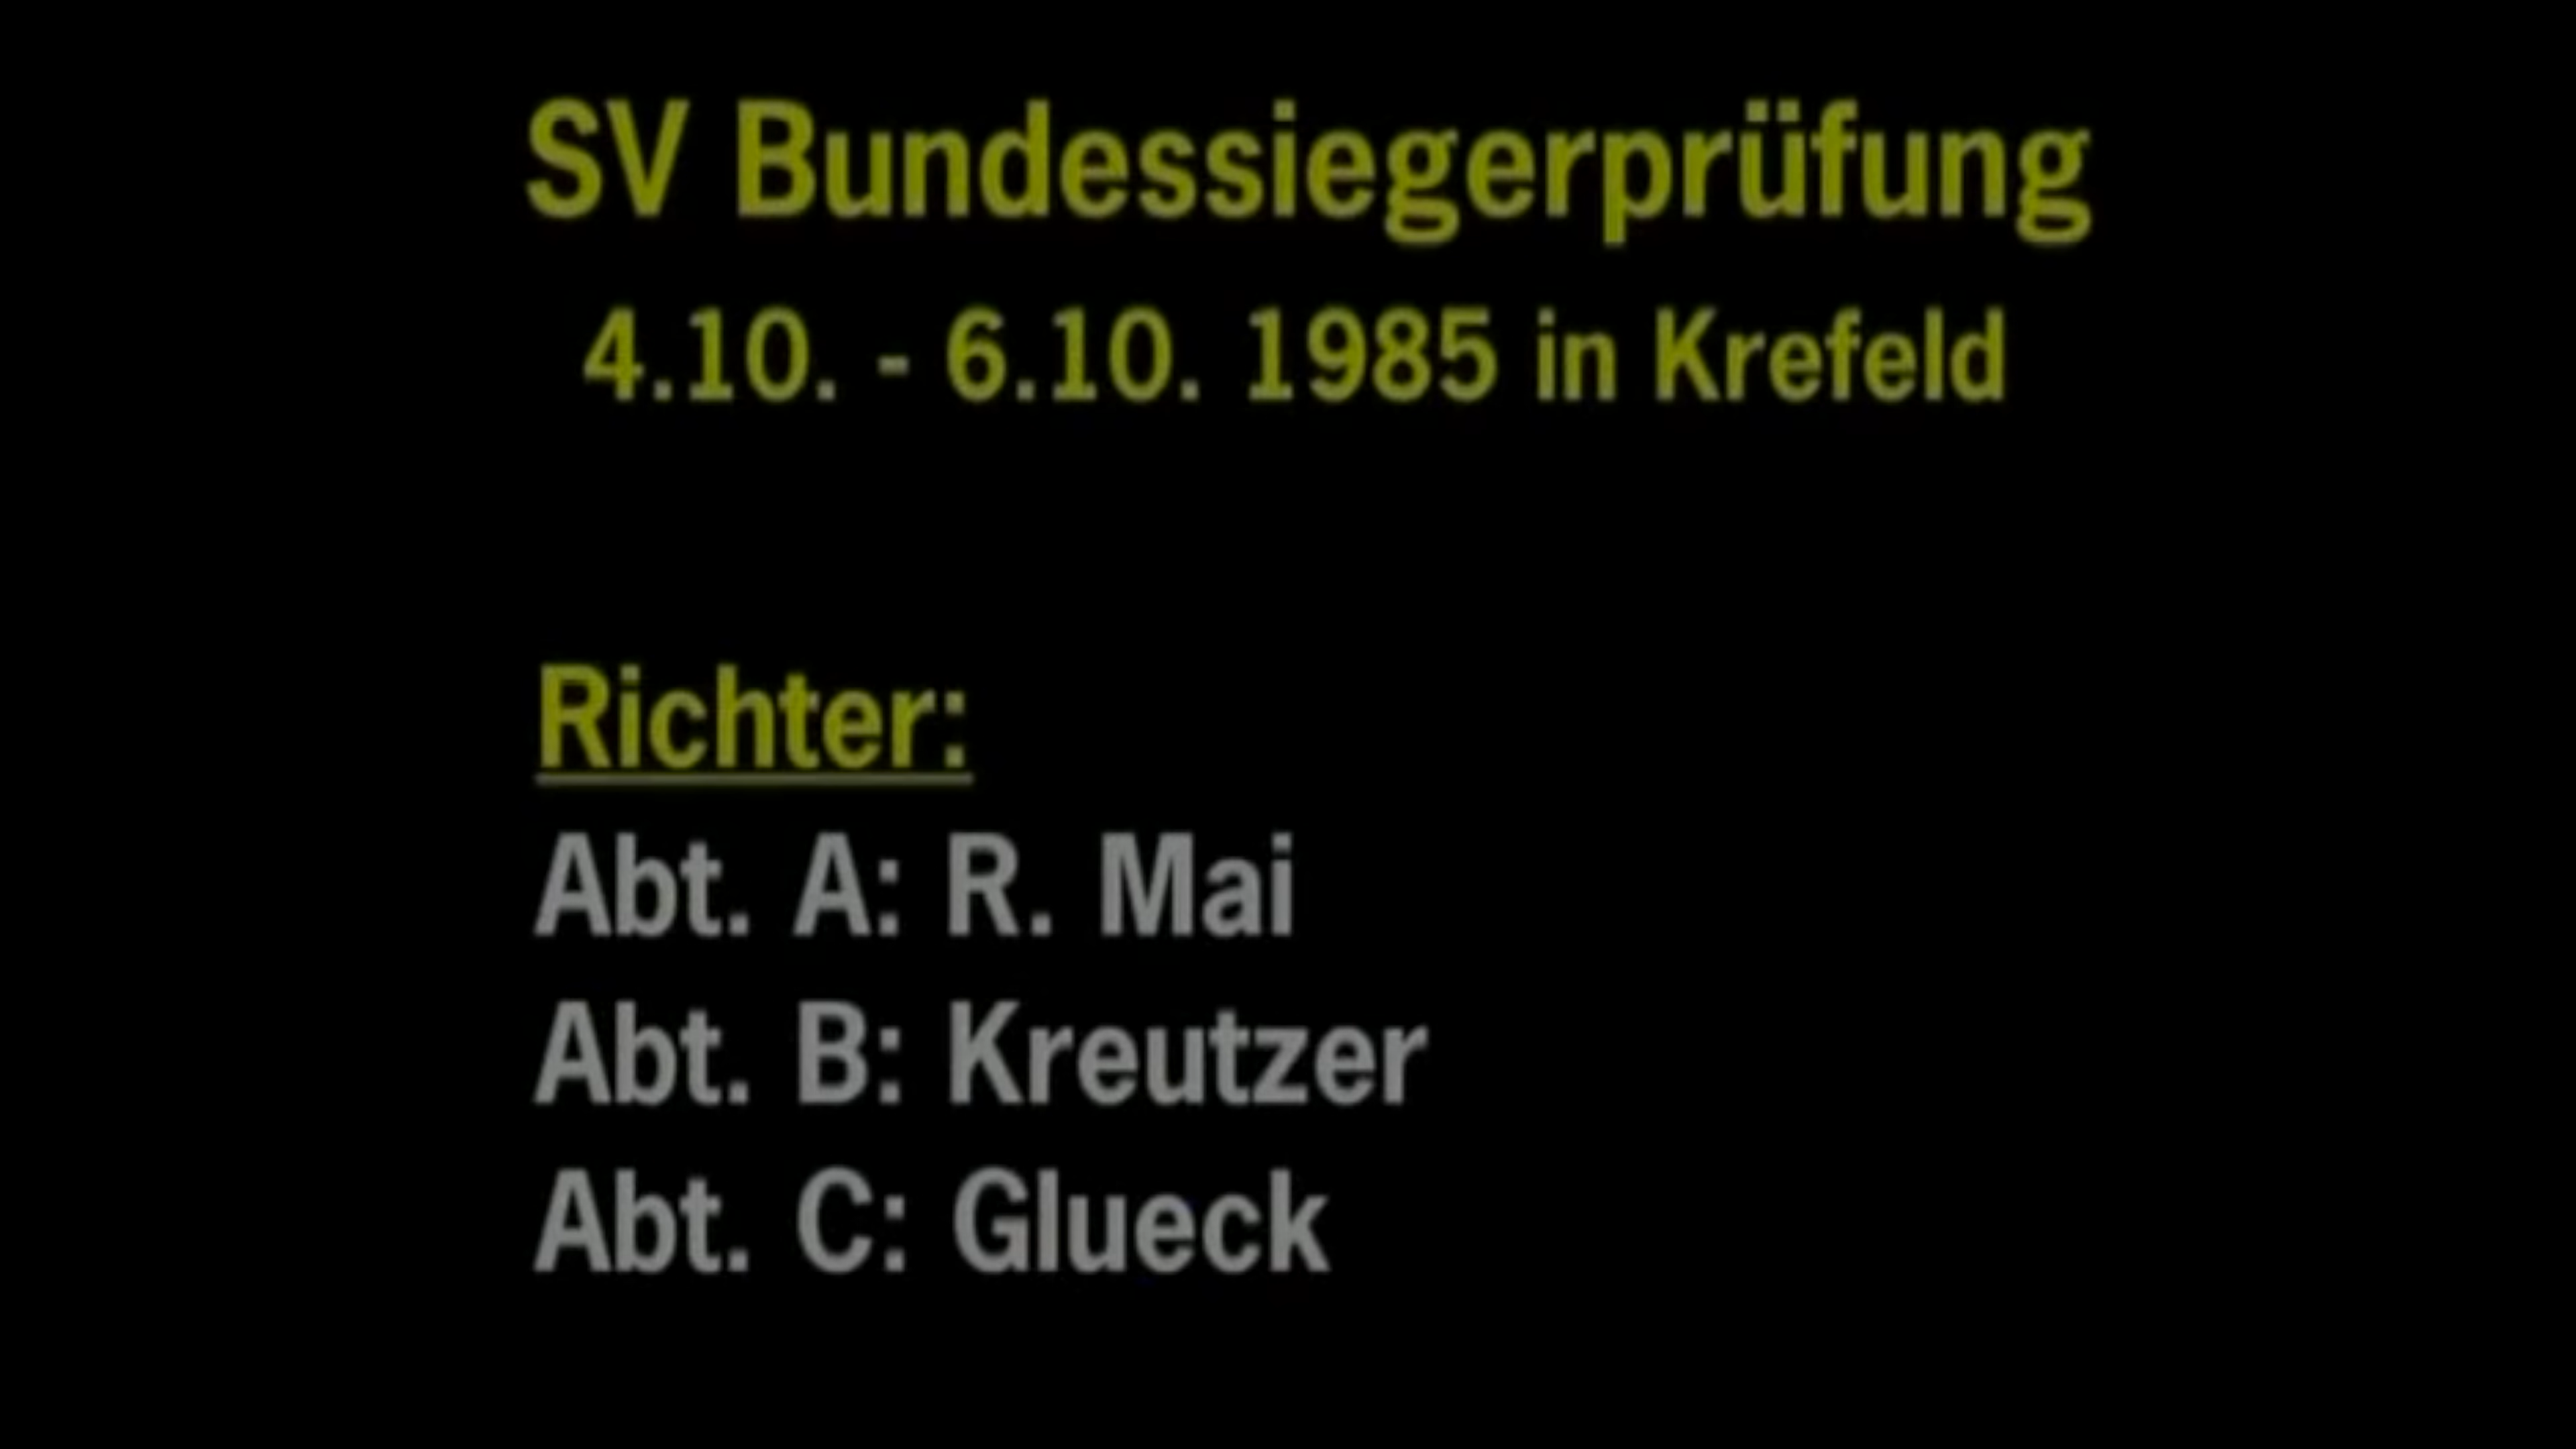 SV Bundessiegerprüfung
4.10. - 6.10. 1985 in Krefeld
Richter:
Abt. A: R. Mai
Abt. B: Kreutzer
Abt. C: Glueck